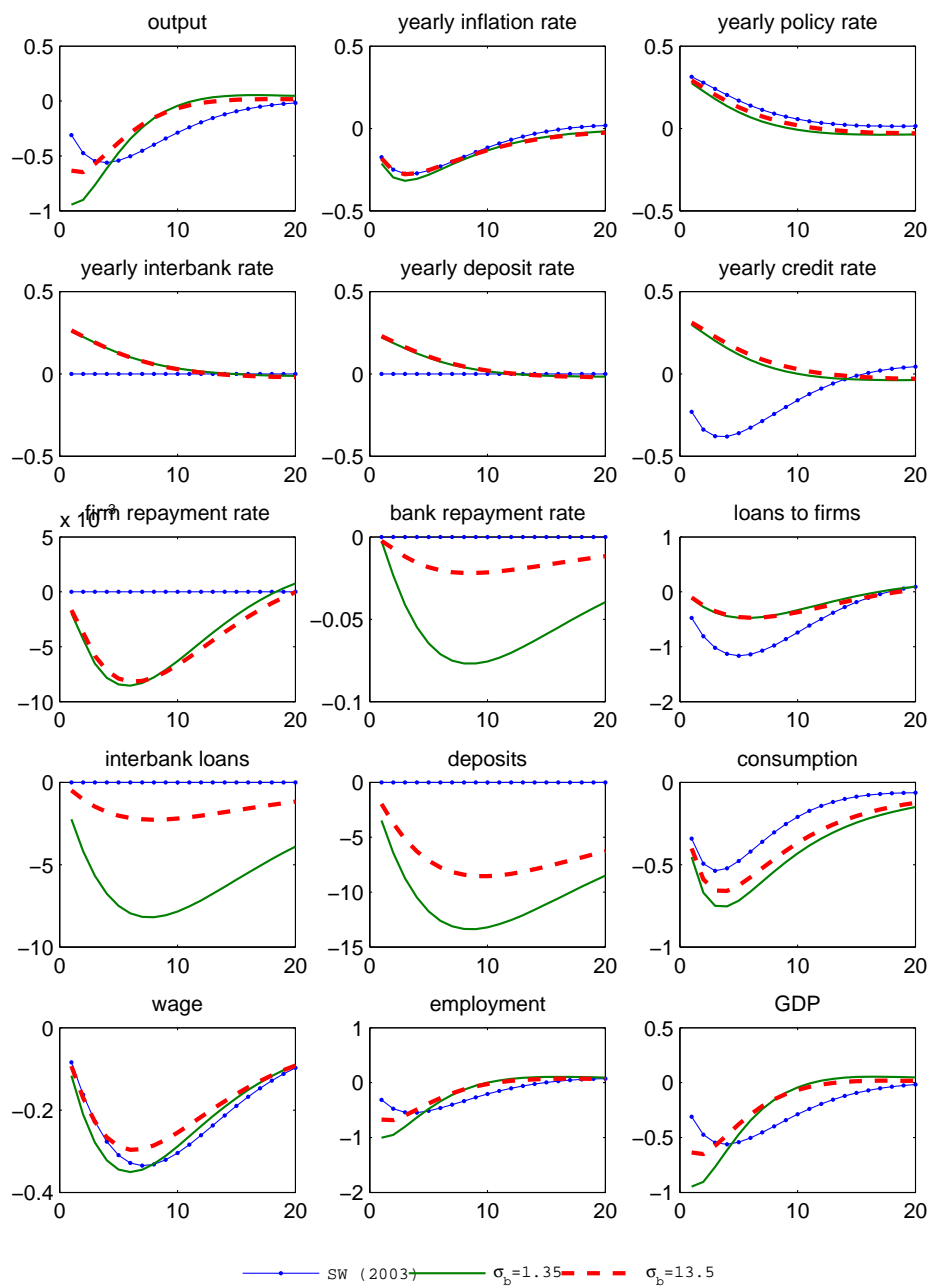 output yearly inflation rate yearly policy rate
0.5 0.5 0.5
0 0 0
−0.5
−1 −0.5 −0.5
0 10 20 0 10 20 0 10 20
yearly interbank rate yearly deposit rate yearly credit rate
0.5 0.5 0.5
0 0 0
−0.5 −0.5 −0.5
0 10 20 0 10 20 0 10 20
x 10⁻³ firm repayment rate bank repayment rate loans to firms
5 0 1
0 0
−0.05
−5 −1
−10 −0.1 −2
0 10 20 0 10 20 0 10 20
interbank loans deposits consumption
0 0 0
−5
−5 −0.5
−10
−10 −15 −1
0 10 20 0 10 20 0 10 20
wage employment GDP
0 1 0.5
0 0
−0.2
−1 −0.5
−0.4 −2 −1
0 10 20 0 10 20 0 10 20
SW (2003) σb=1.35 σb=13.5